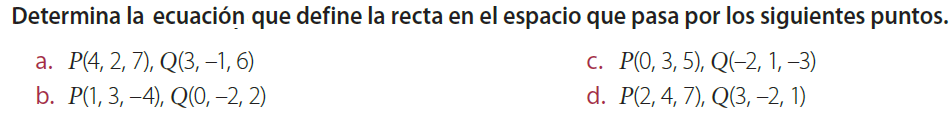 Determina la ecuación que define la recta en el espacio que pasa por los siguientes puntos.
a. P(4, 2, 7), Q(3, –1, 6)
b. P(1, 3, –4), Q(0, –2, 2)
c. P(0, 3, 5), Q(–2, 1, –3)
d. P(2, 4, 7), Q(3, –2, 1)